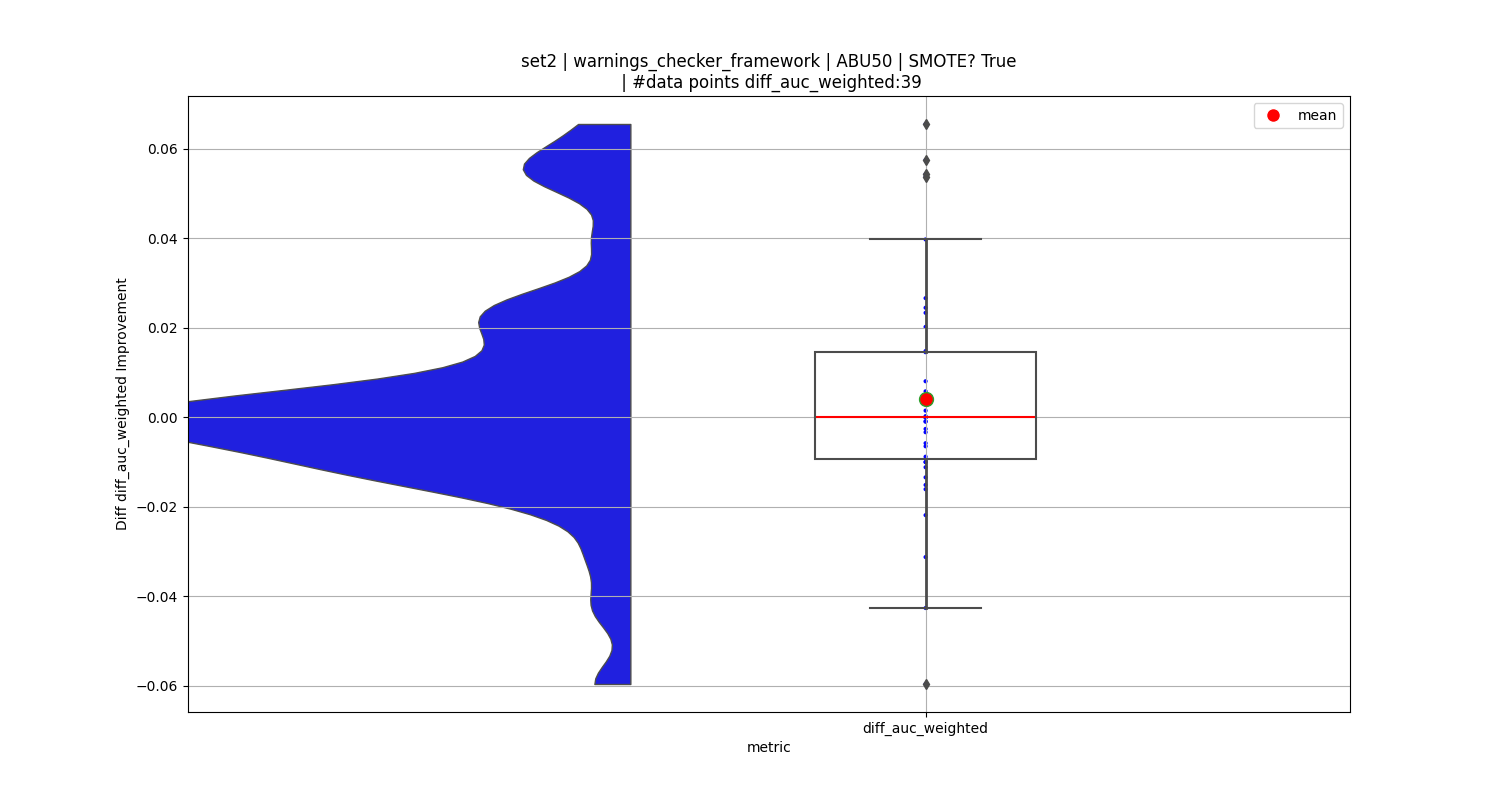 set2 | warnings_checker_framework | ABU50 | SMOTE? True
| #data points diff_auc_weighted:39
mean
0.06
0.04
0.02
0.00
−0.02
−0.04
−0.06
Diff diff_auc_weighted Improvement
diff_auc_weighted
metric